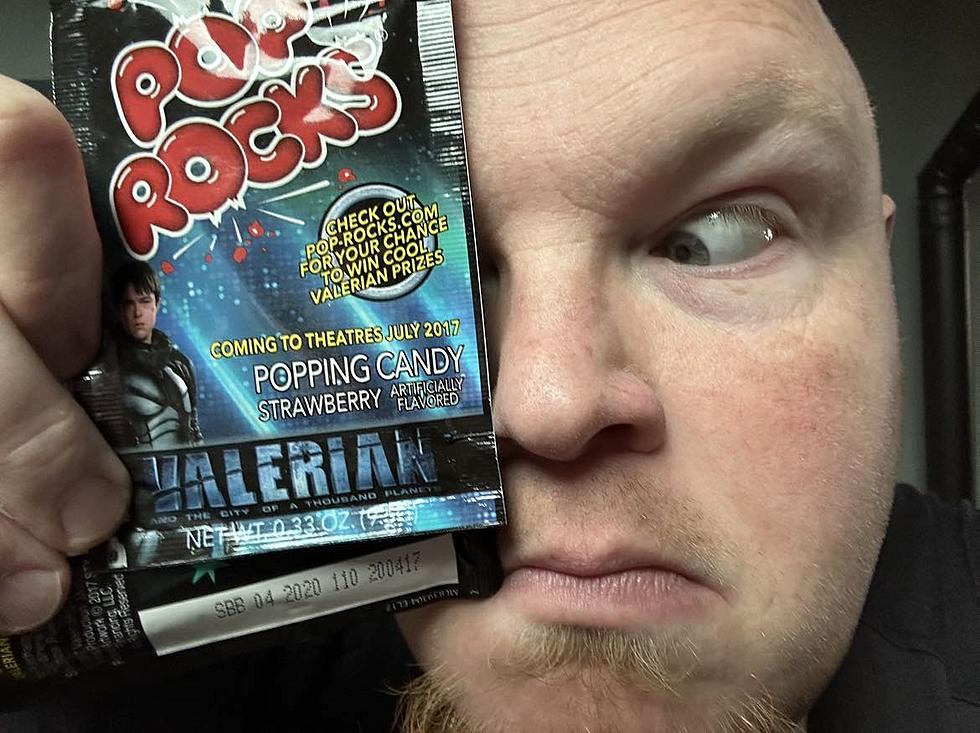 POP
ROCKS
®
CHECK OUT
POP-ROCKS.COM
FOR YOUR CHANCE
TO WIN COOL
VALERIAN PRIZES
COMING TO THEATRES JULY 2017
POPPING CANDY
STRAWBERRY ARTIFICIALLY
FLAVORED
VALERIAN
AND THE CITY OF A THOUSAND PLANETS
NET WT. 0.33 OZ.
SBB 04 2020 110 200417